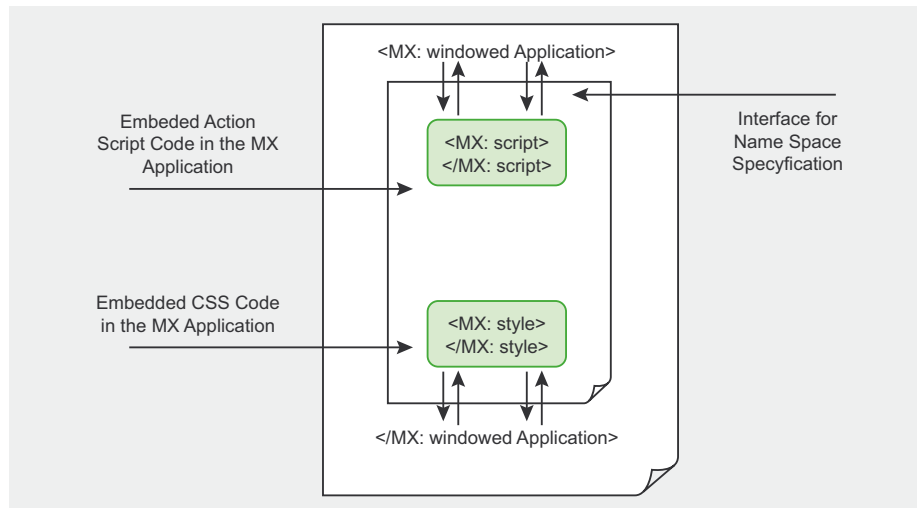 <MX: windowed Application>
Embeded Action
Script Code in the MX
Application
<MX: script>
</MX: script>
Interface for
Name Space
Specyfication
Embedded CSS Code
in the MX Application
<MX: style>
</MX: style>
</MX: windowed Application>